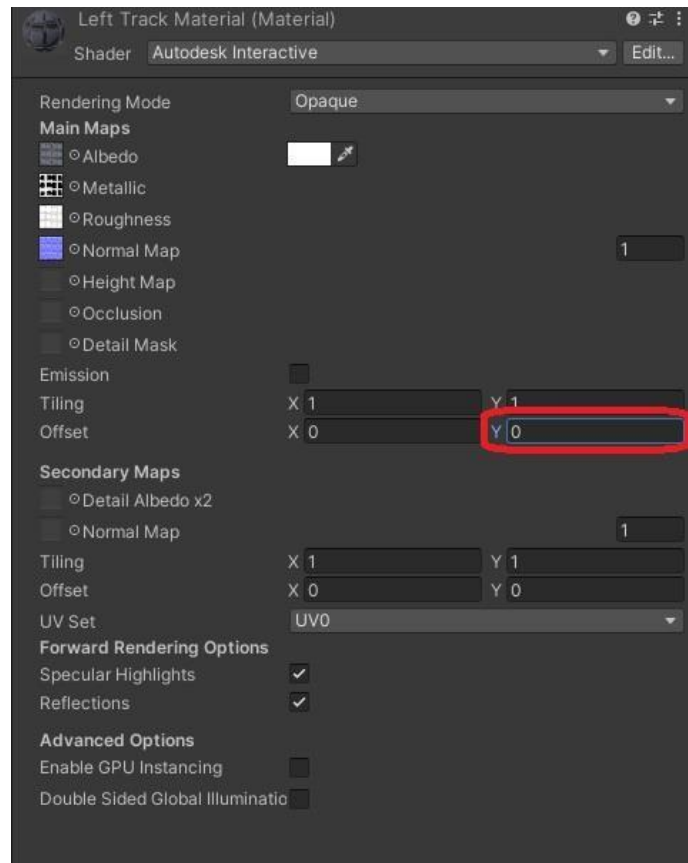 Left Track Material (Material)
Shader Autodesk Interactive Edit...
Rendering Mode Opaque
Main Maps
Albedo
Metallic
Roughness
Normal Map 1
Height Map
Occlusion
Detail Mask
Emission
Tiling X 1 Y 1
Offset X 0 Y 0
Secondary Maps
Detail Albedo x2
Normal Map 1
Tiling X 1 Y 1
Offset X 0 Y 0
UV Set UV0
Forward Rendering Options
Specular Highlights
Reflections
Advanced Options
Enable GPU Instancing
Double Sided Global Illuminatio